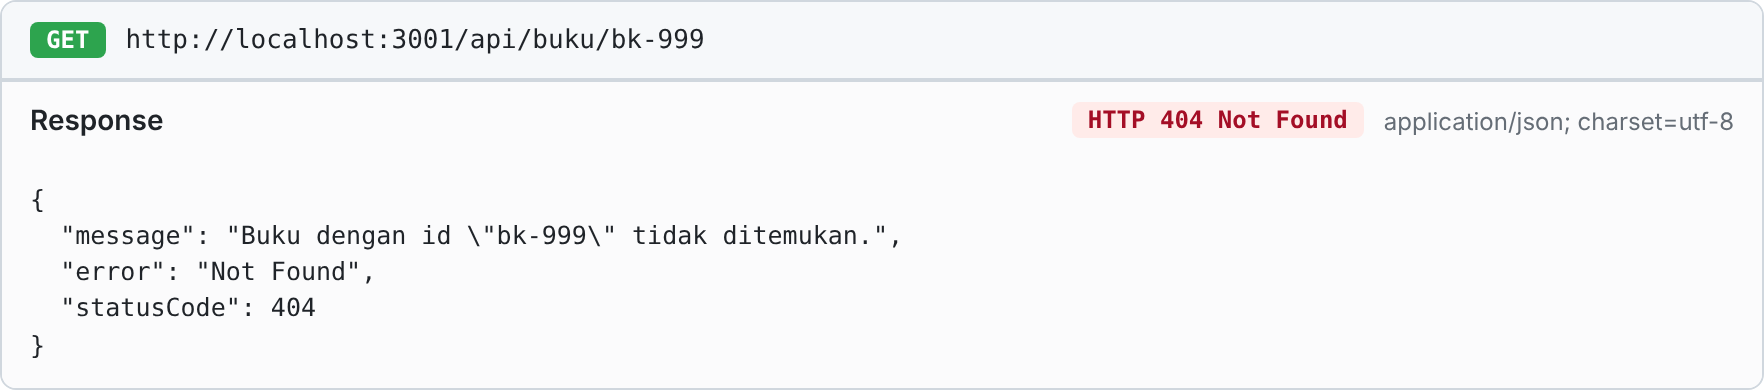 GET http://localhost:3001/api/buku/bk-999
Response HTTP 404 Not Found application/json; charset=utf-8
{
  "message": "Buku dengan id \"bk-999\" tidak ditemukan.",
  "error": "Not Found",
  "statusCode": 404
}